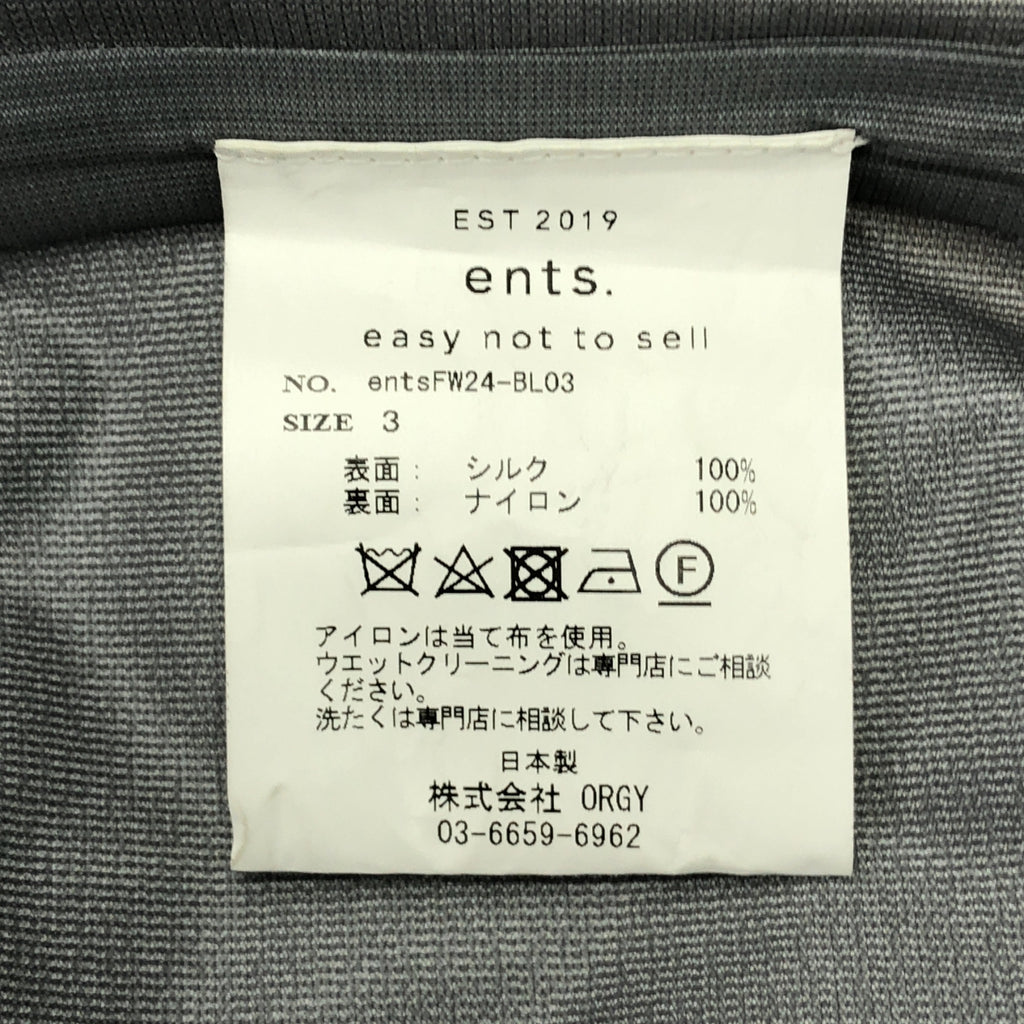 EST 2019
ents.
easy not to sell
NO. entsFW24-BL03
SIZE 3
表面： シルク 100%
裏面： ナイロン 100%
F
アイロンは当て布を使用。
ウエットクリーニングは専門店にご相談
ください。
洗たくは専門店に相談して下さい。
日本製
株式会社 ORGY
03-6659-6962